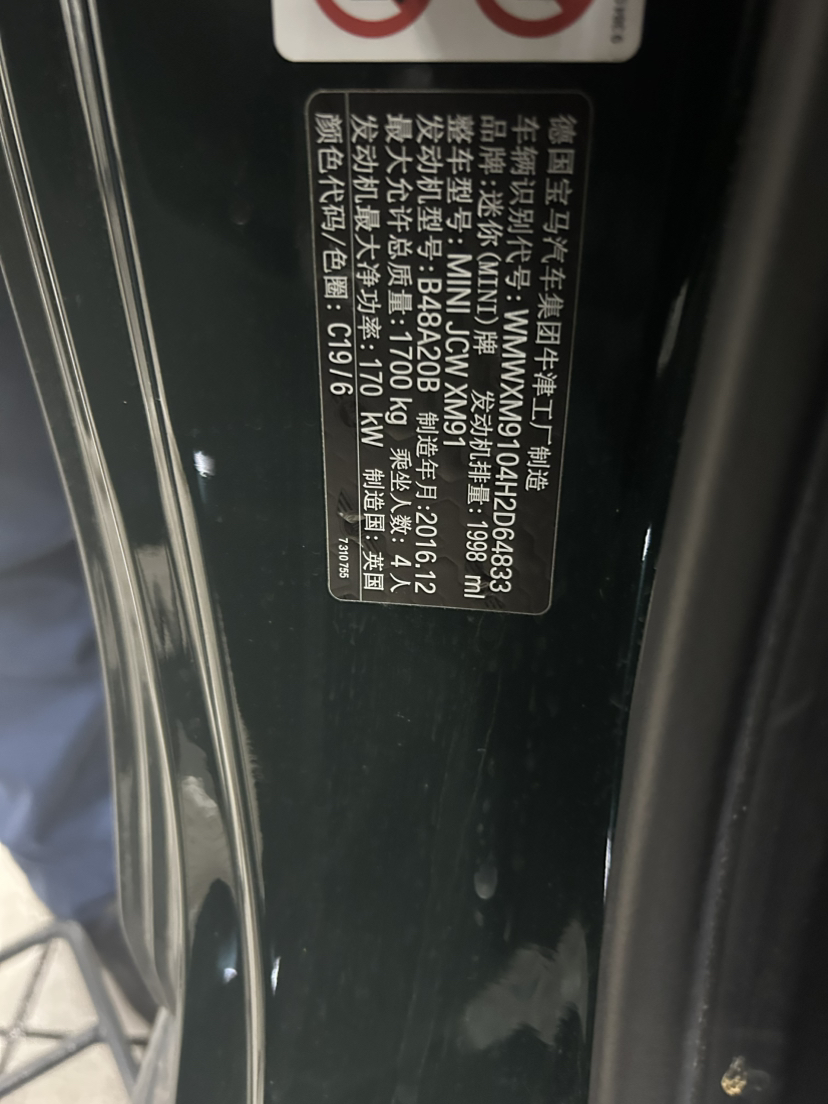 德国宝马汽车集团牛津工厂制造
车辆识别代号: WMWXM9104H2D64833
品牌:迷你(MINI)牌 发动机排量: 1998 ml
整车型号: MINI JCW XM91
发动机型号: B48A20B 制造年月:2016.12
最大允许总质量: 1700 kg 乘坐人数: 4人
发动机最大净功率: 170 kW 制造国: 英国
颜色代码/色圈: C19/6
7 310 755